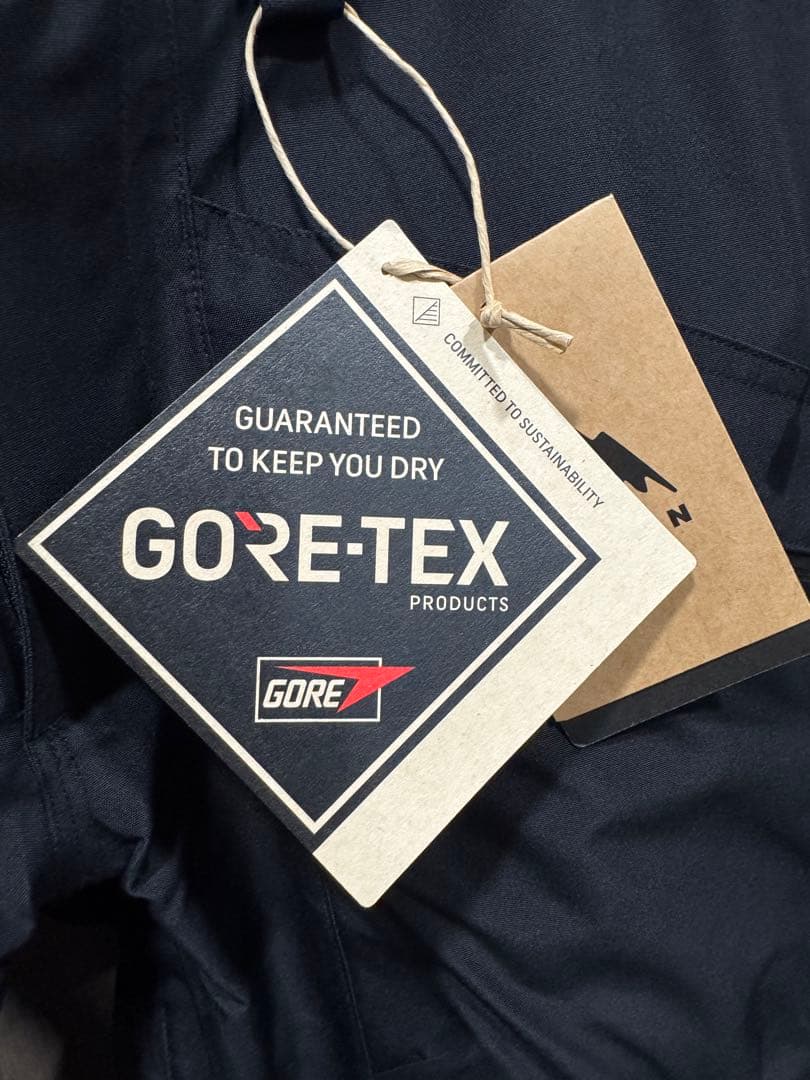 GUARANTEED
TO KEEP YOU DRY
GORE-TEX
PRODUCTS
GORE
COMMITTED TO SUSTAINABILITY